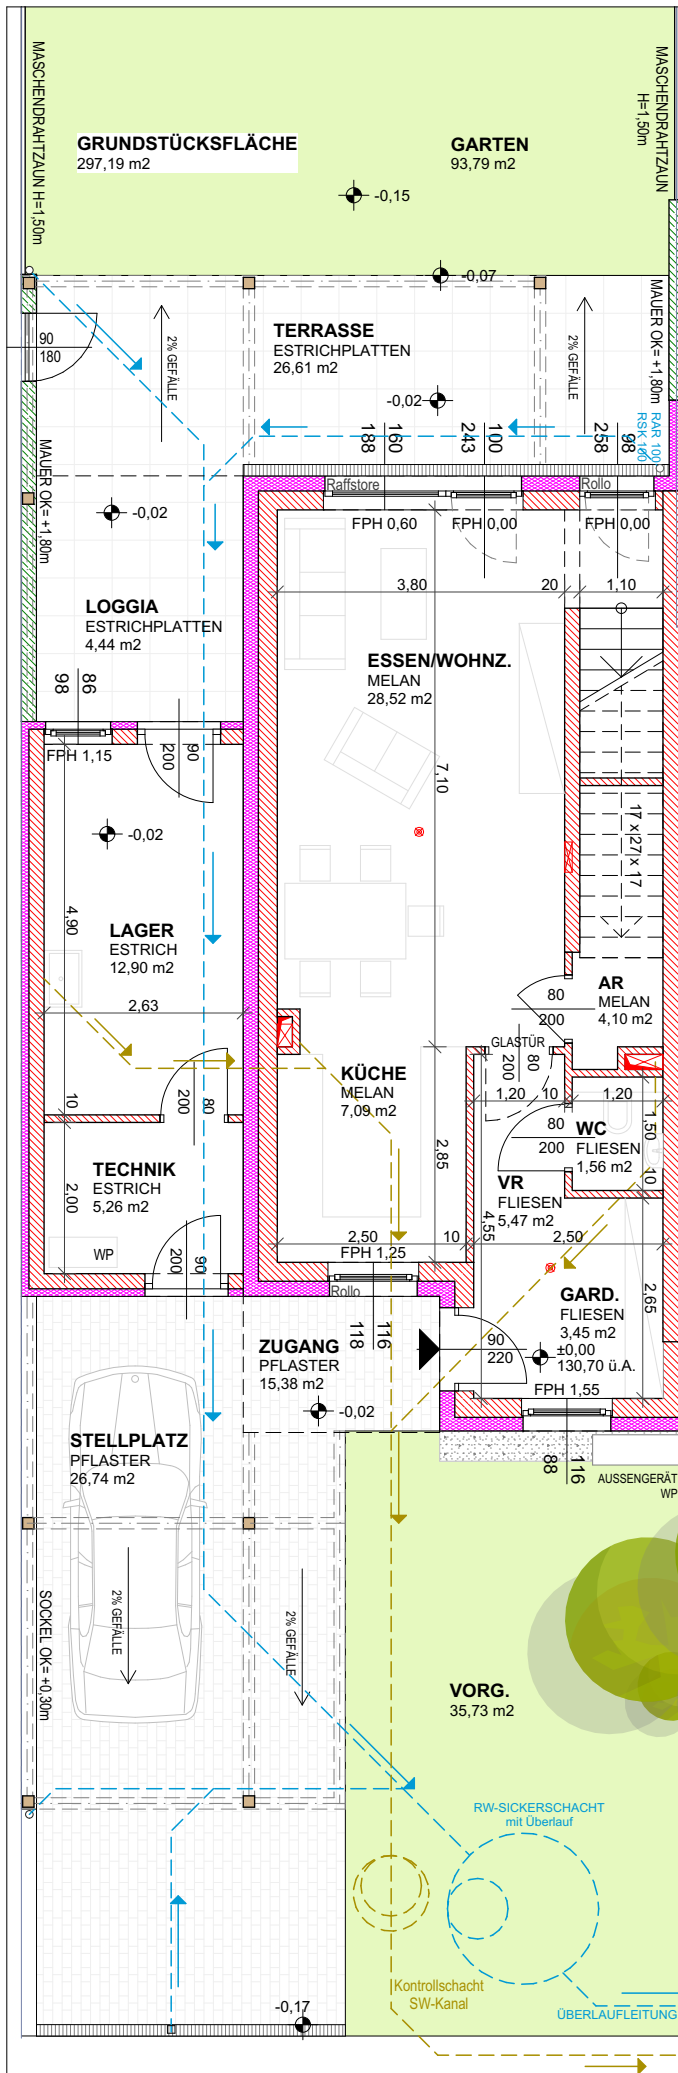 MASCHENDRAHTZAUN H=1,50m
GRUNDSTÜCKSFLÄCHE
297,19 m2
GARTEN
93,79 m2
MASCHENDRAHTZAUN
H=1,50m
-0,15
-0,07
90
180
2% GEFÄLLE
TERRASSE
ESTRICHPLATTEN
26,61 m2
2% GEFÄLLE
MAUER OK= +1,80m
-0,02
RAR 100
RSK 100
188
160
243
100
258
98
MAUER OK= +1,80m
Raffstore
Rollo
FPH 0,60
FPH 0,00
FPH 0,00
-0,02
3,80
20
1,10
LOGGIA
ESTRICHPLATTEN
4,44 m2
ESSEN/WOHNZ.
MELAN
28,52 m2
98
86
FPH 1,15
200
90
7,10
-0,02
17 x 27 x 17
4,90
LAGER
ESTRICH
12,90 m2
2,63
AR
MELAN
4,10 m2
80
200
GLASTÜR
200
80
KÜCHE
MELAN
7,09 m2
10
200
80
1,20
10
1,20
1,50
80
200
WC
FLIESEN
1,56 m2
2,85
10
TECHNIK
ESTRICH
5,26 m2
2,00
VR
FLIESEN
5,47 m2
4,55
WP
200
90
2,50
10
2,50
FPH 1,25
Rollo
2,65
GARD.
FLIESEN
3,45 m2
±0,00
130,70 ü.A.
118
116
ZUGANG
PFLASTER
15,38 m2
90
220
FPH 1,55
-0,02
STELLPLATZ
PFLASTER
26,74 m2
88
116
AUSSENGERÄT
WP
2% GEFÄLLE
2% GEFÄLLE
SOCKEL OK= +0,30m
VORG.
35,73 m2
RW-SICKERSCHACHT
mit Überlauf
Kontrollschacht
SW-Kanal
-0,17
ÜBERLAUFLEITUNG